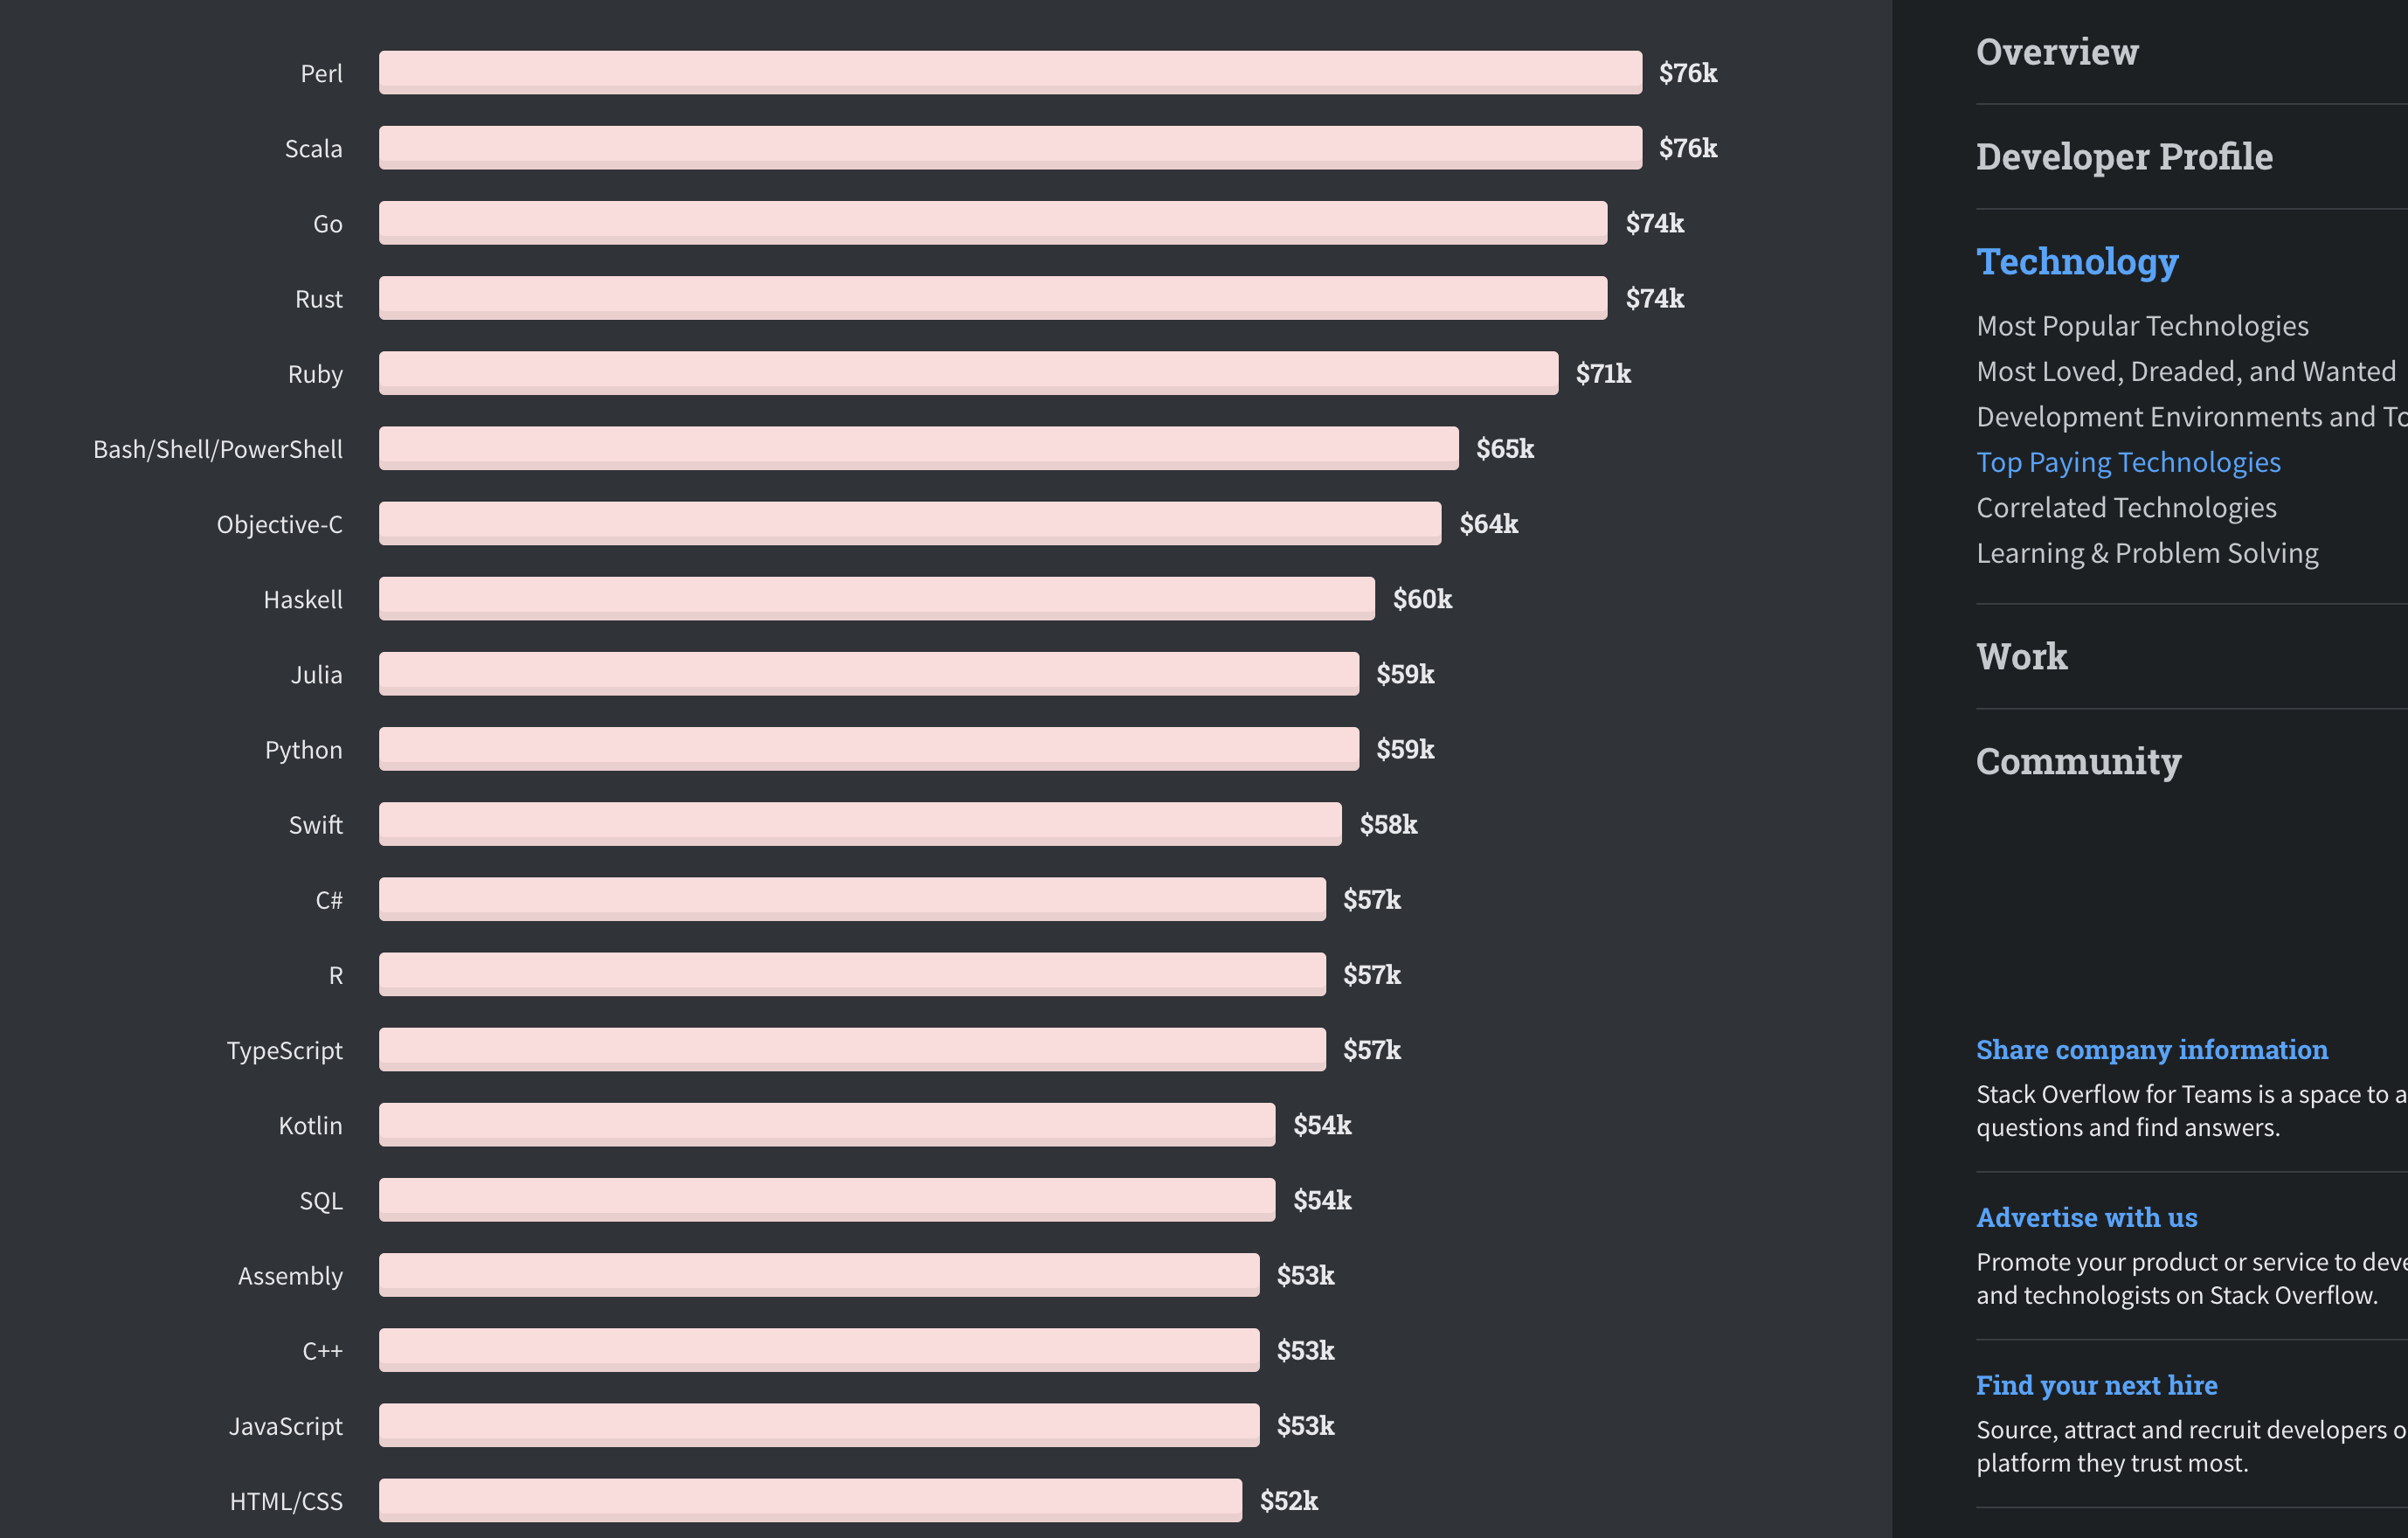 Perl $76k
Scala $76k
Go $74k
Rust $74k
Ruby $71k
Bash/Shell/PowerShell $65k
Objective-C $64k
Haskell $60k
Julia $59k
Python $59k
Swift $58k
C# $57k
R $57k
TypeScript $57k
Kotlin $54k
SQL $54k
Assembly $53k
C++ $53k
JavaScript $53k
HTML/CSS $52k
Overview
Developer Profile
Technology
Most Popular Technologies
Most Loved, Dreaded, and Wanted
Development Environments and To
Top Paying Technologies
Correlated Technologies
Learning & Problem Solving
Work
Community
Share company information
Stack Overflow for Teams is a space to a
questions and find answers.
Advertise with us
Promote your product or service to deve
and technologists on Stack Overflow.
Find your next hire
Source, attract and recruit developers o
platform they trust most.